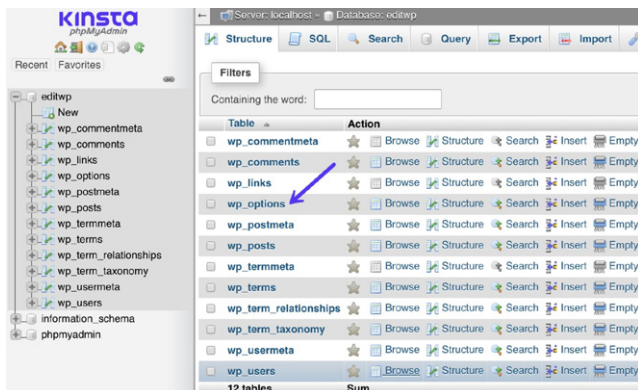 KINSTA
phpMyAdmin
Recent Favorites
editwp
New
wp_commentmeta
wp_comments
wp_links
wp_options
wp_postmeta
wp_posts
wp_termmeta
wp_terms
wp_term_relationships
wp_term_taxonomy
wp_usermeta
wp_users
information_schema
phpmyadmin
Server: localhost » Database: editwp
Structure SQL Search Query Export Import
Filters
Containing the word:
Table Action
wp_commentmeta Browse Structure Search Insert Empty
wp_comments Browse Structure Search Insert Empty
wp_links Browse Structure Search Insert Empty
wp_options Browse Structure Search Insert Empty
wp_postmeta Browse Structure Search Insert Empty
wp_posts Browse Structure Search Insert Empty
wp_termmeta Browse Structure Search Insert Empty
wp_terms Browse Structure Search Insert Empty
wp_term_relationships Browse Structure Search Insert Empty
wp_term_taxonomy Browse Structure Search Insert Empty
wp_usermeta Browse Structure Search Insert Empty
wp_users Browse Structure Search Insert Empty
12 tables Sum